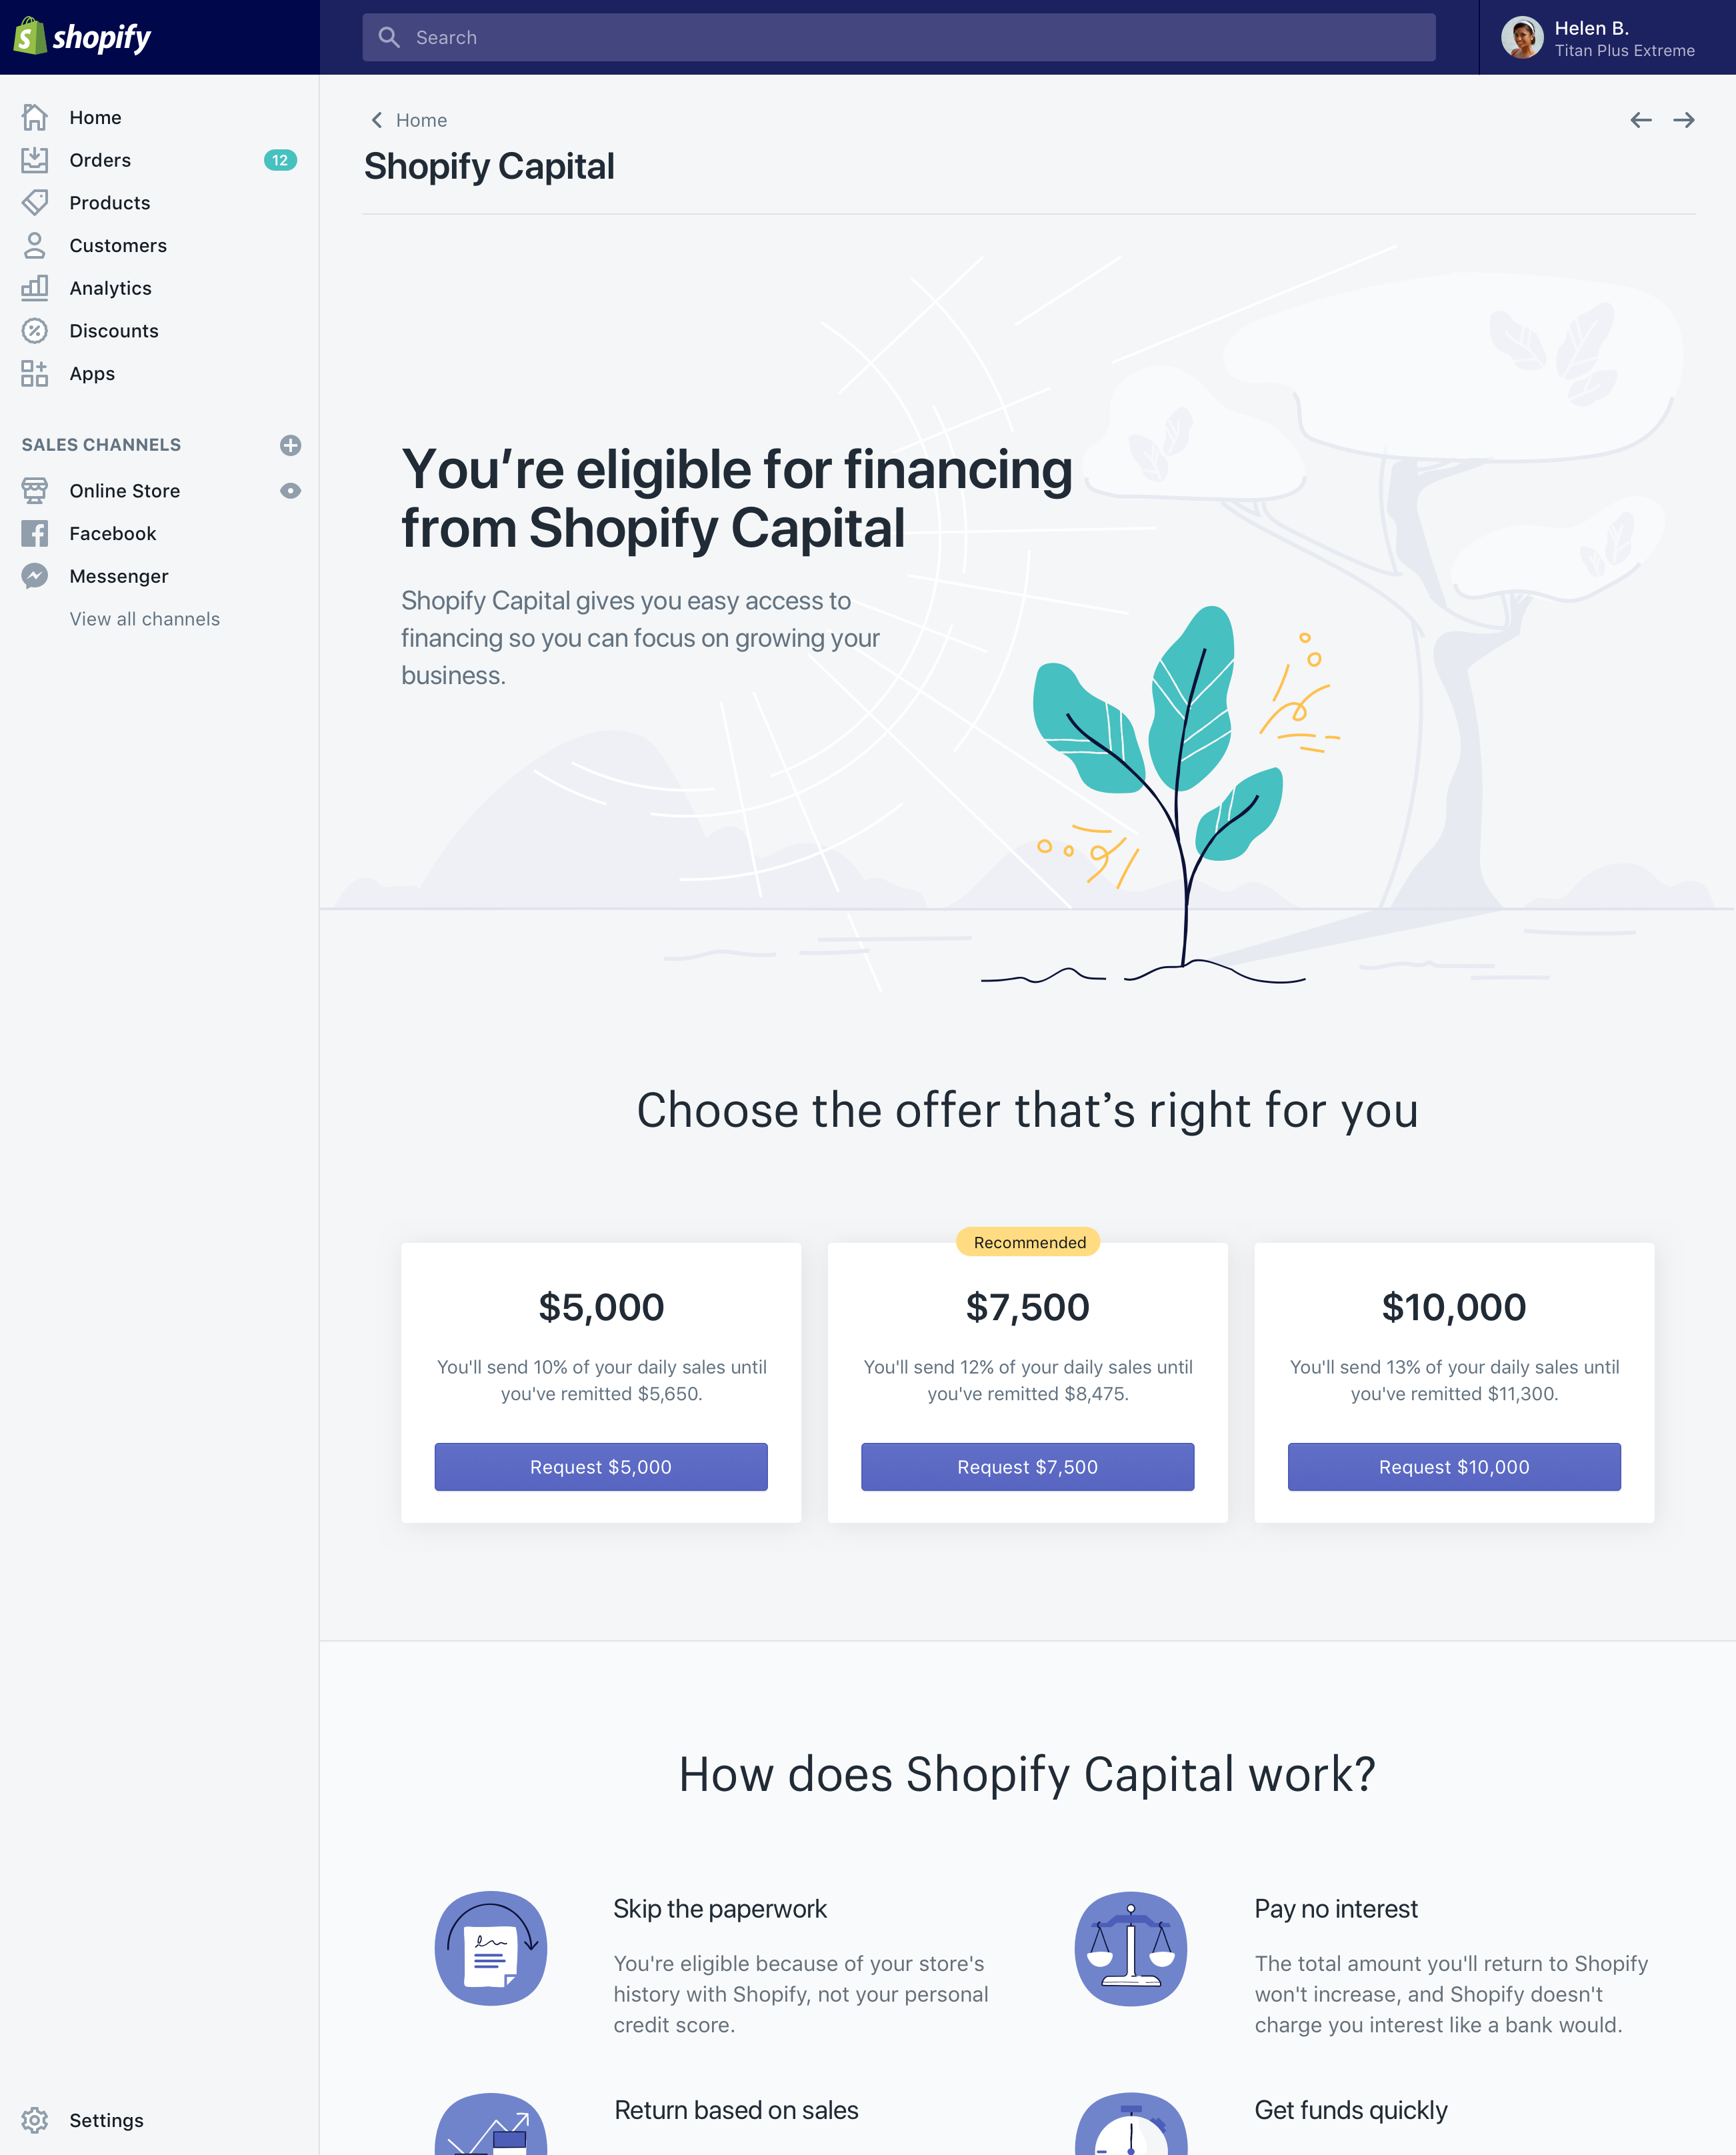 shopify
Search
Helen B.
Titan Plus Extreme
Home
Orders
12
Products
Customers
Analytics
Discounts
Apps
SALES CHANNELS
Online Store
Facebook
Messenger
View all channels
Settings
Home
Shopify Capital
You’re eligible for financing
from Shopify Capital
Shopify Capital gives you easy access to
financing so you can focus on growing your
business.
Choose the offer that’s right for you
$5,000
You'll send 10% of your daily sales until
you've remitted $5,650.
Request $5,000
Recommended
$7,500
You'll send 12% of your daily sales until
you've remitted $8,475.
Request $7,500
$10,000
You'll send 13% of your daily sales until
you've remitted $11,300.
Request $10,000
How does Shopify Capital work?
Skip the paperwork
You're eligible because of your store's
history with Shopify, not your personal
credit score.
Pay no interest
The total amount you'll return to Shopify
won't increase, and Shopify doesn't
charge you interest like a bank would.
Return based on sales
Get funds quickly